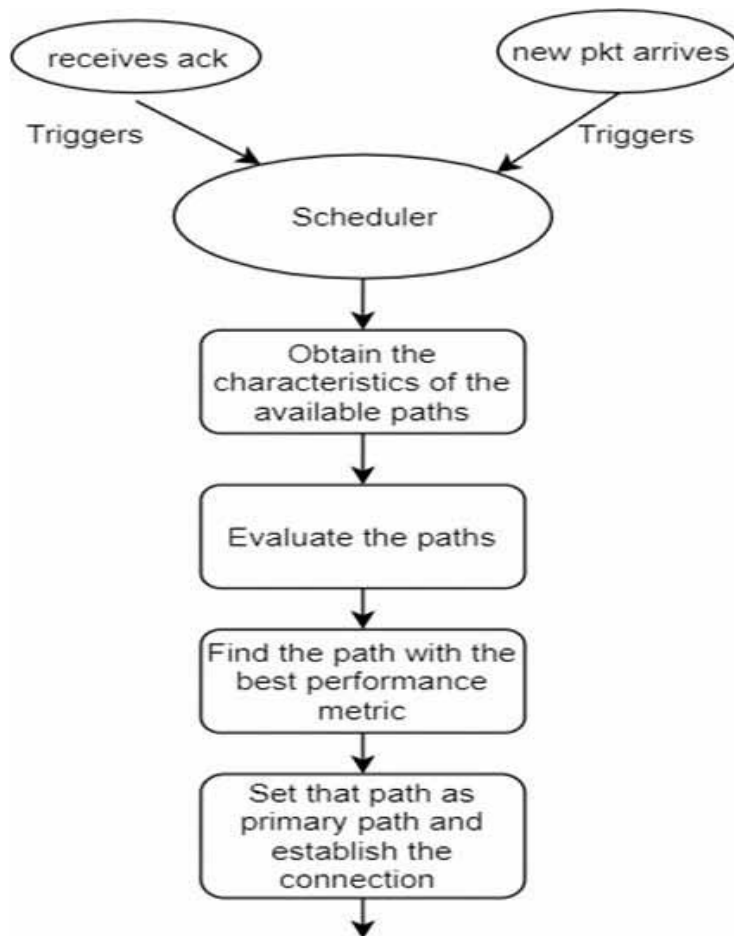 receives ack
new pkt arrives
Triggers
Triggers
Scheduler
Obtain the
characteristics of the
available paths
Evaluate the paths
Find the path with the
best performance
metric
Set that path as
primary path and
establish the
connection